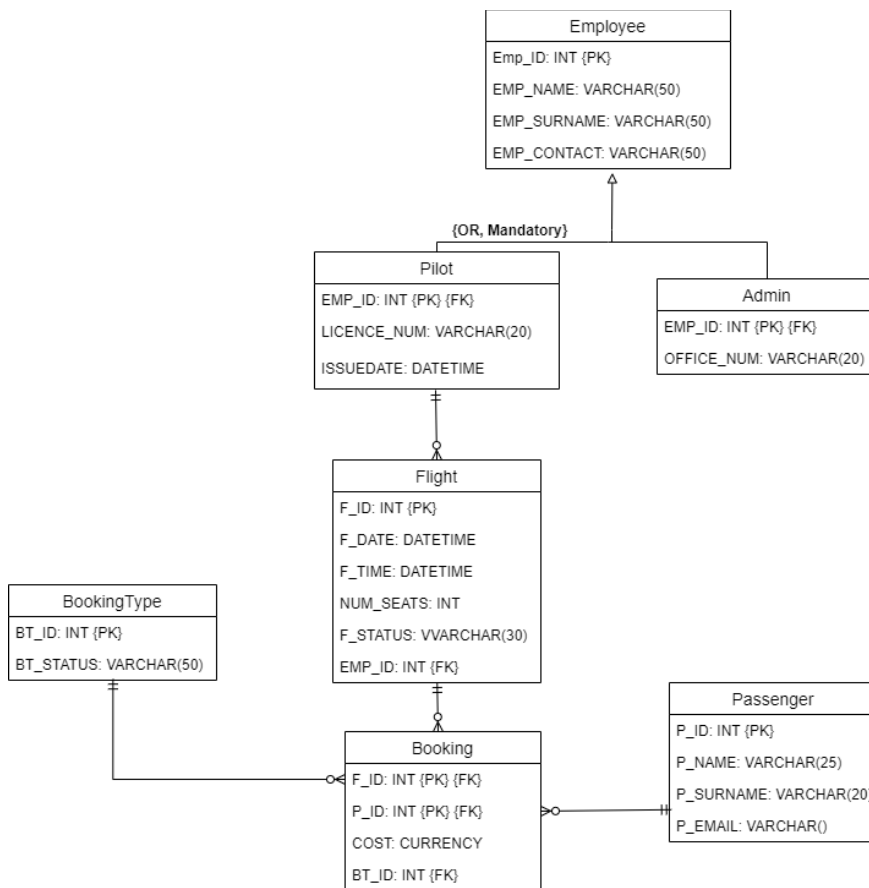 Employee
Emp_ID: INT {PK}
EMP_NAME: VARCHAR(50)
EMP_SURNAME: VARCHAR(50)
EMP_CONTACT: VARCHAR(50)
{OR, Mandatory}
Pilot
EMP_ID: INT {PK} {FK}
LICENCE_NUM: VARCHAR(20)
ISSUEDATE: DATETIME
Admin
EMP_ID: INT {PK} {FK}
OFFICE_NUM: VARCHAR(20)
Flight
F_ID: INT {PK}
F_DATE: DATETIME
F_TIME: DATETIME
NUM_SEATS: INT
F_STATUS: VVARCHAR(30)
EMP_ID: INT {FK}
BookingType
BT_ID: INT {PK}
BT_STATUS: VARCHAR(50)
Booking
F_ID: INT {PK} {FK}
P_ID: INT {PK} {FK}
COST: CURRENCY
BT_ID: INT {FK}
Passenger
P_ID: INT {PK}
P_NAME: VARCHAR(25)
P_SURNAME: VARCHAR(20)
P_EMAIL: VARCHAR()